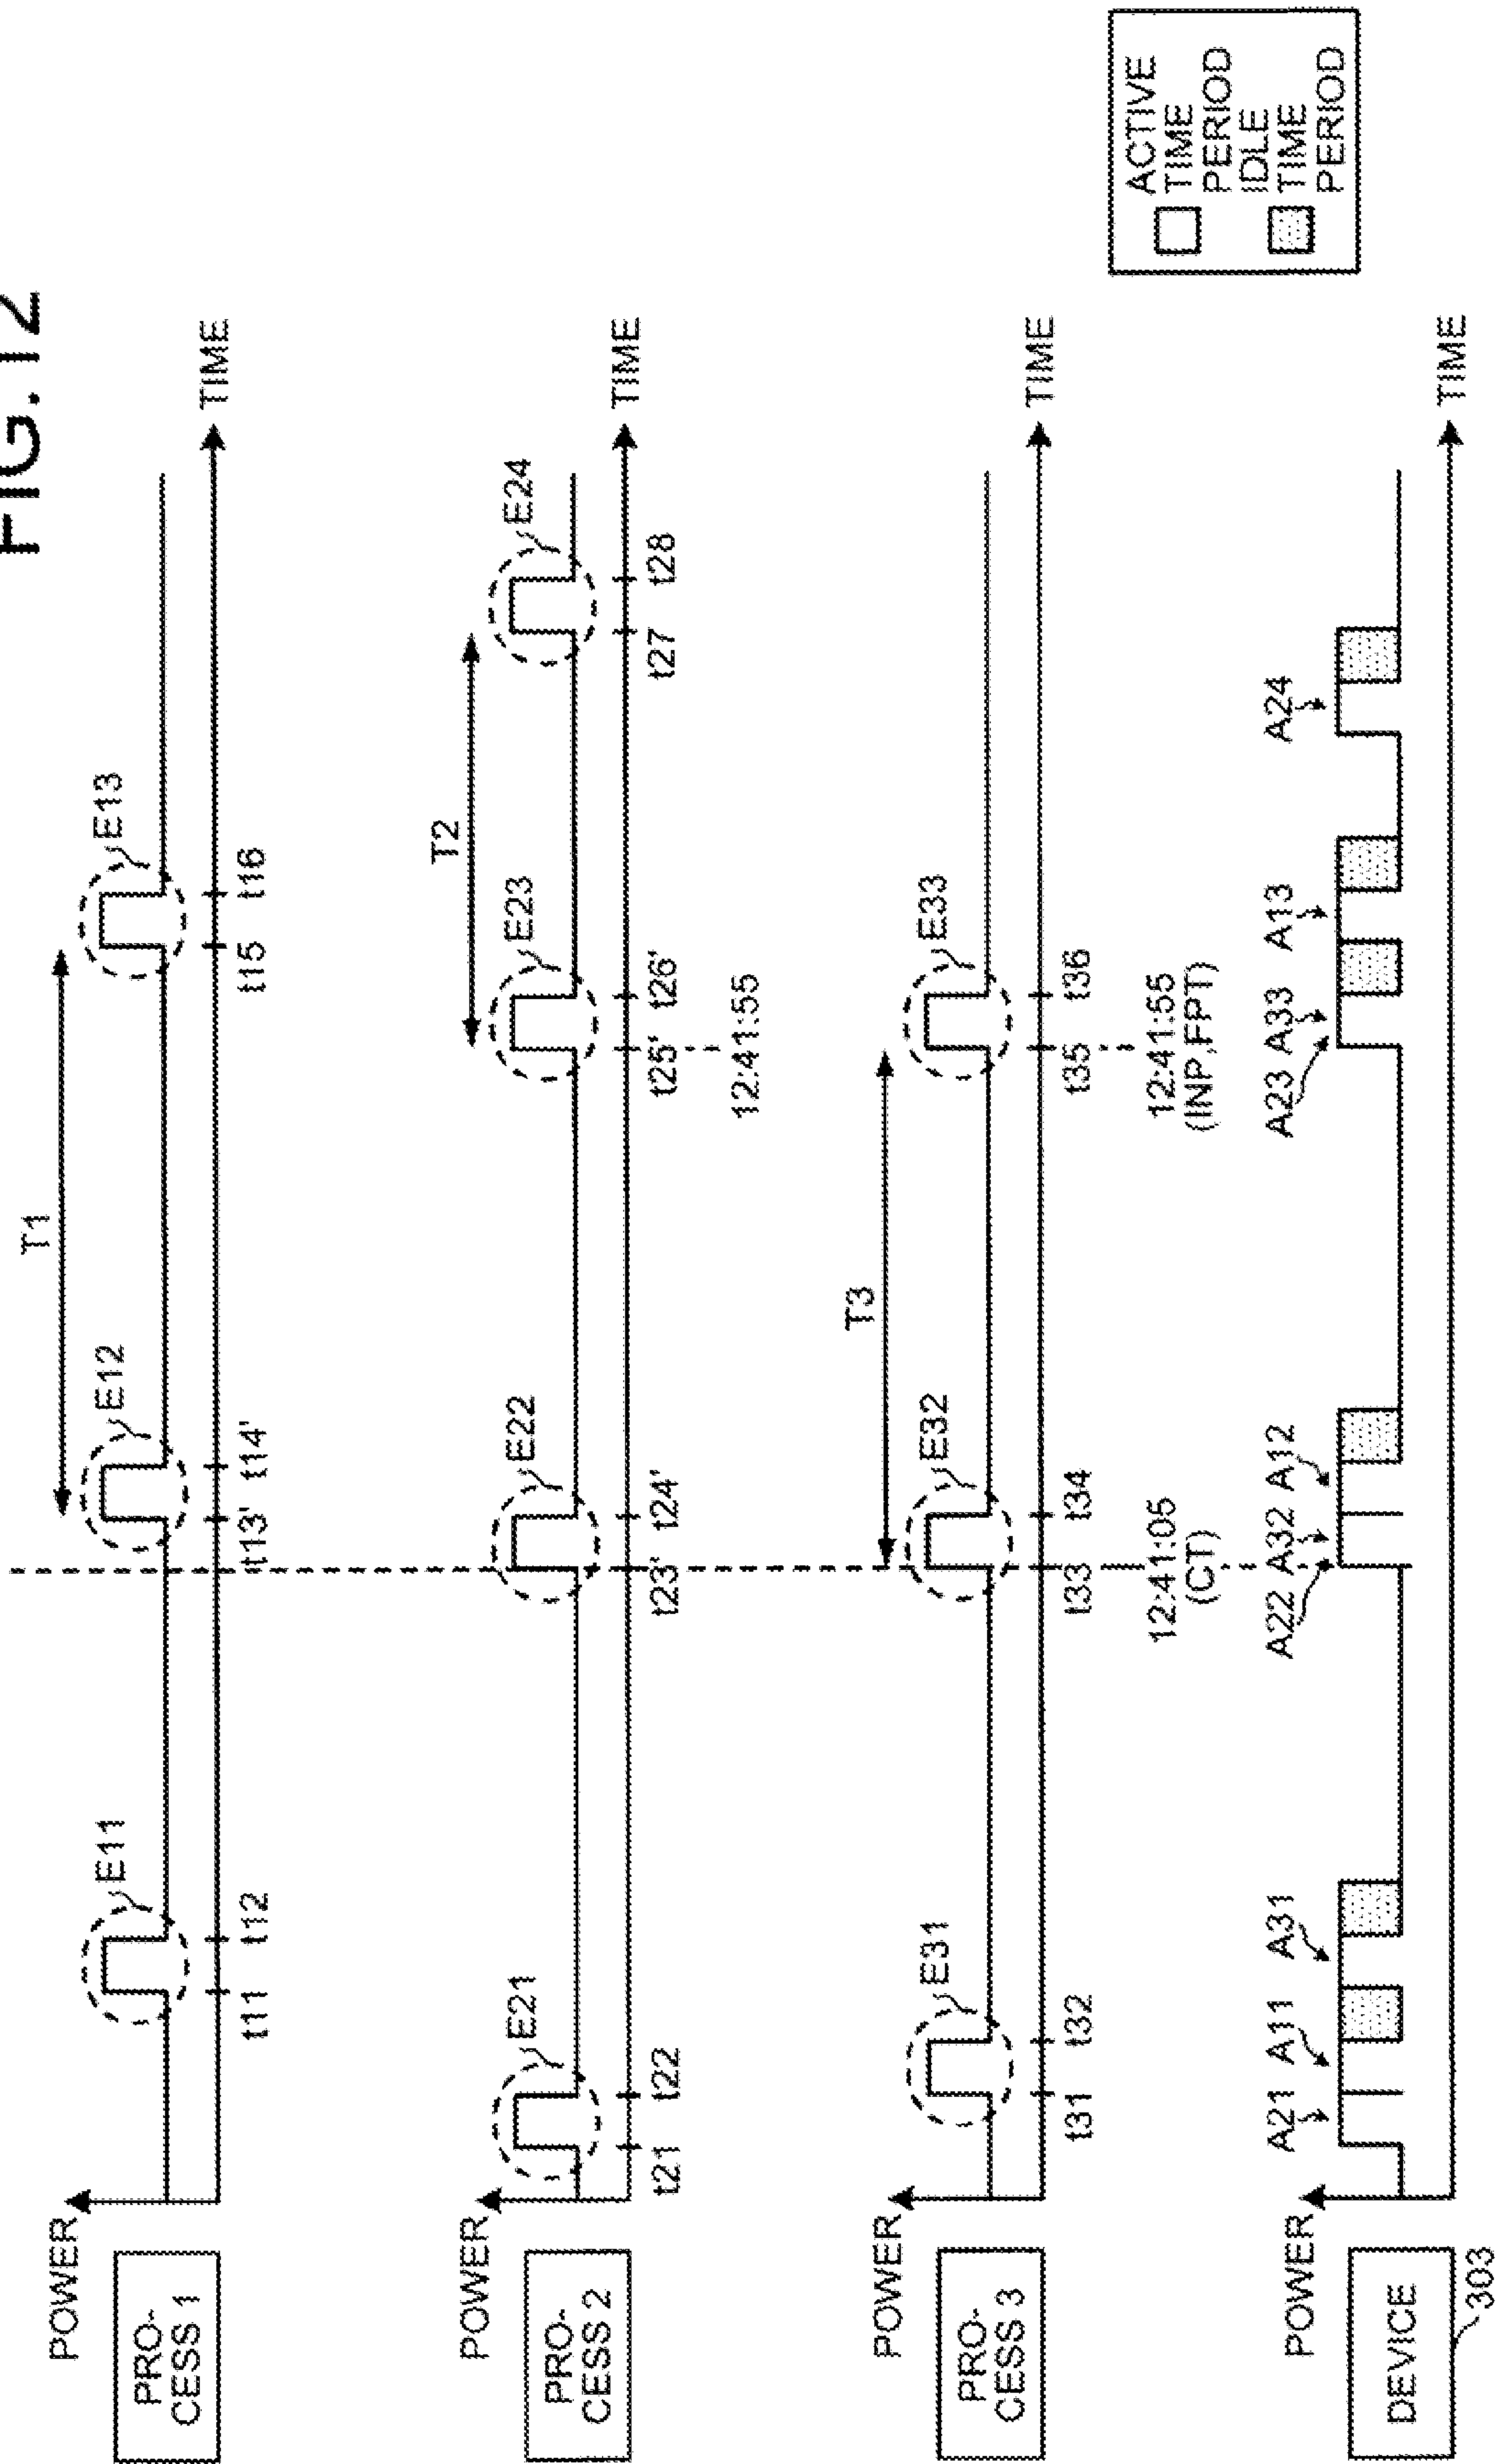 FIG.12
POWER
PRO-
CESS 1
T1
E11
E12
E13
t11
t12
t13'
t14'
t15
t16
TIME
POWER
PRO-
CESS 2
T2
E21
E22
E23
E24
t21
t22
t23'
t24'
t25'
t26'
t27
t28
TIME
12:41:55
POWER
PRO-
CESS 3
T3
E31
E32
E33
t31
t32
t33
t34
t35
t36
TIME
12:41:05
(CT)
12:41:55
(INP,FPT)
POWER
DEVICE
303
A21
A11
A31
A22
A32
A12
A23
A33
A13
A24
TIME
ACTIVE
TIME
PERIOD
IDLE
TIME
PERIOD